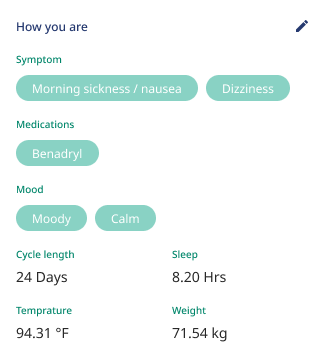 How you are
Symptom
Morning sickness / nausea Dizziness
Medications
Benadryl
Mood
Moody Calm
Cycle length Sleep
24 Days 8.20 Hrs
Temprature Weight
94.31 °F 71.54 kg